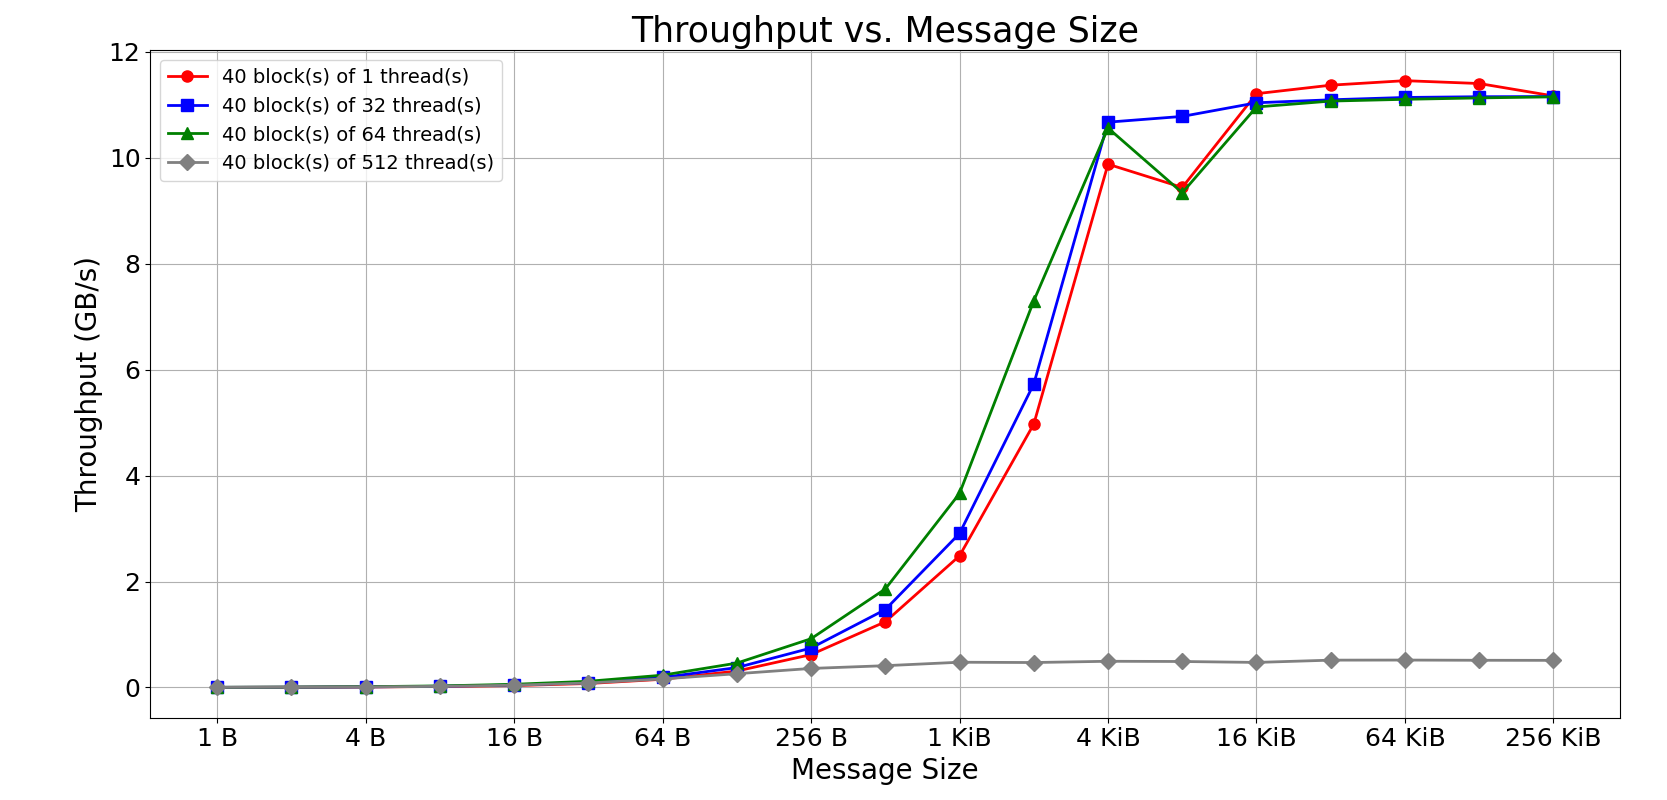 Throughput vs. Message Size
12
10
8
6
4
2
0
Throughput (GB/s)
40 block(s) of 1 thread(s)
40 block(s) of 32 thread(s)
40 block(s) of 64 thread(s)
40 block(s) of 512 thread(s)
1 B 4 B 16 B 64 B 256 B 1 KiB 4 KiB 16 KiB 64 KiB 256 KiB
Message Size